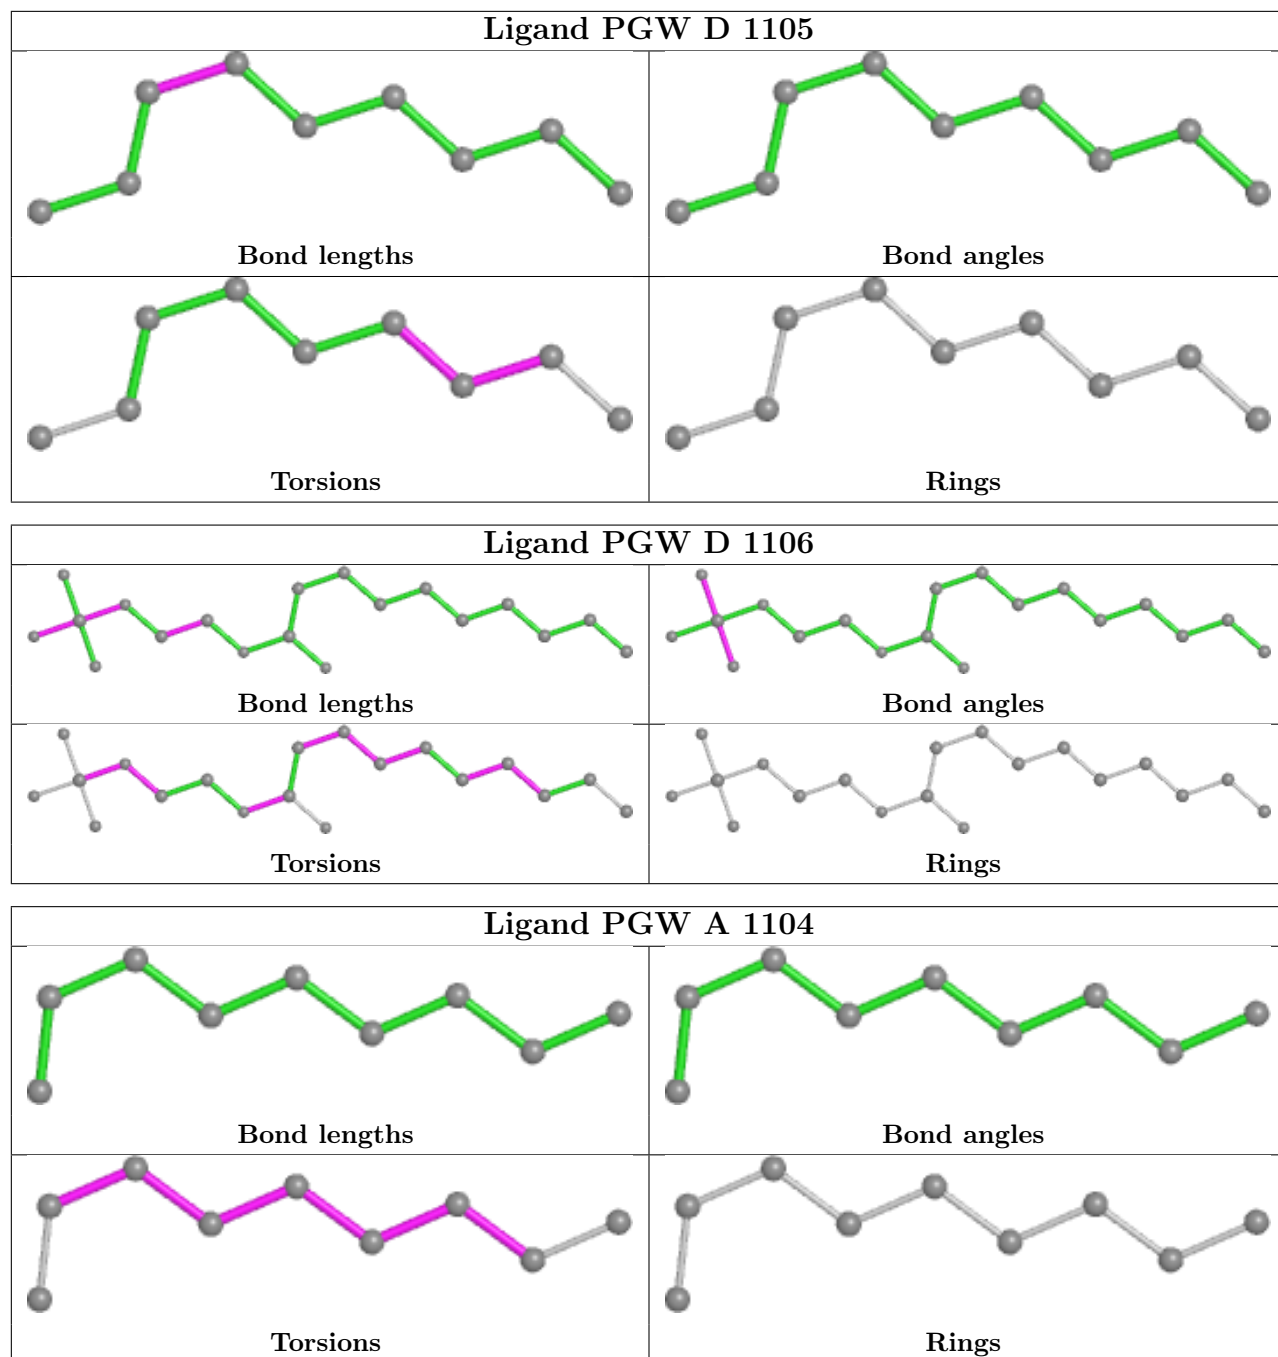 Ligand PGW D 1105
Bond lengths Bond angles
Torsions Rings
Ligand PGW D 1106
Bond lengths Bond angles
Torsions Rings
Ligand PGW A 1104
Bond lengths Bond angles
Torsions Rings